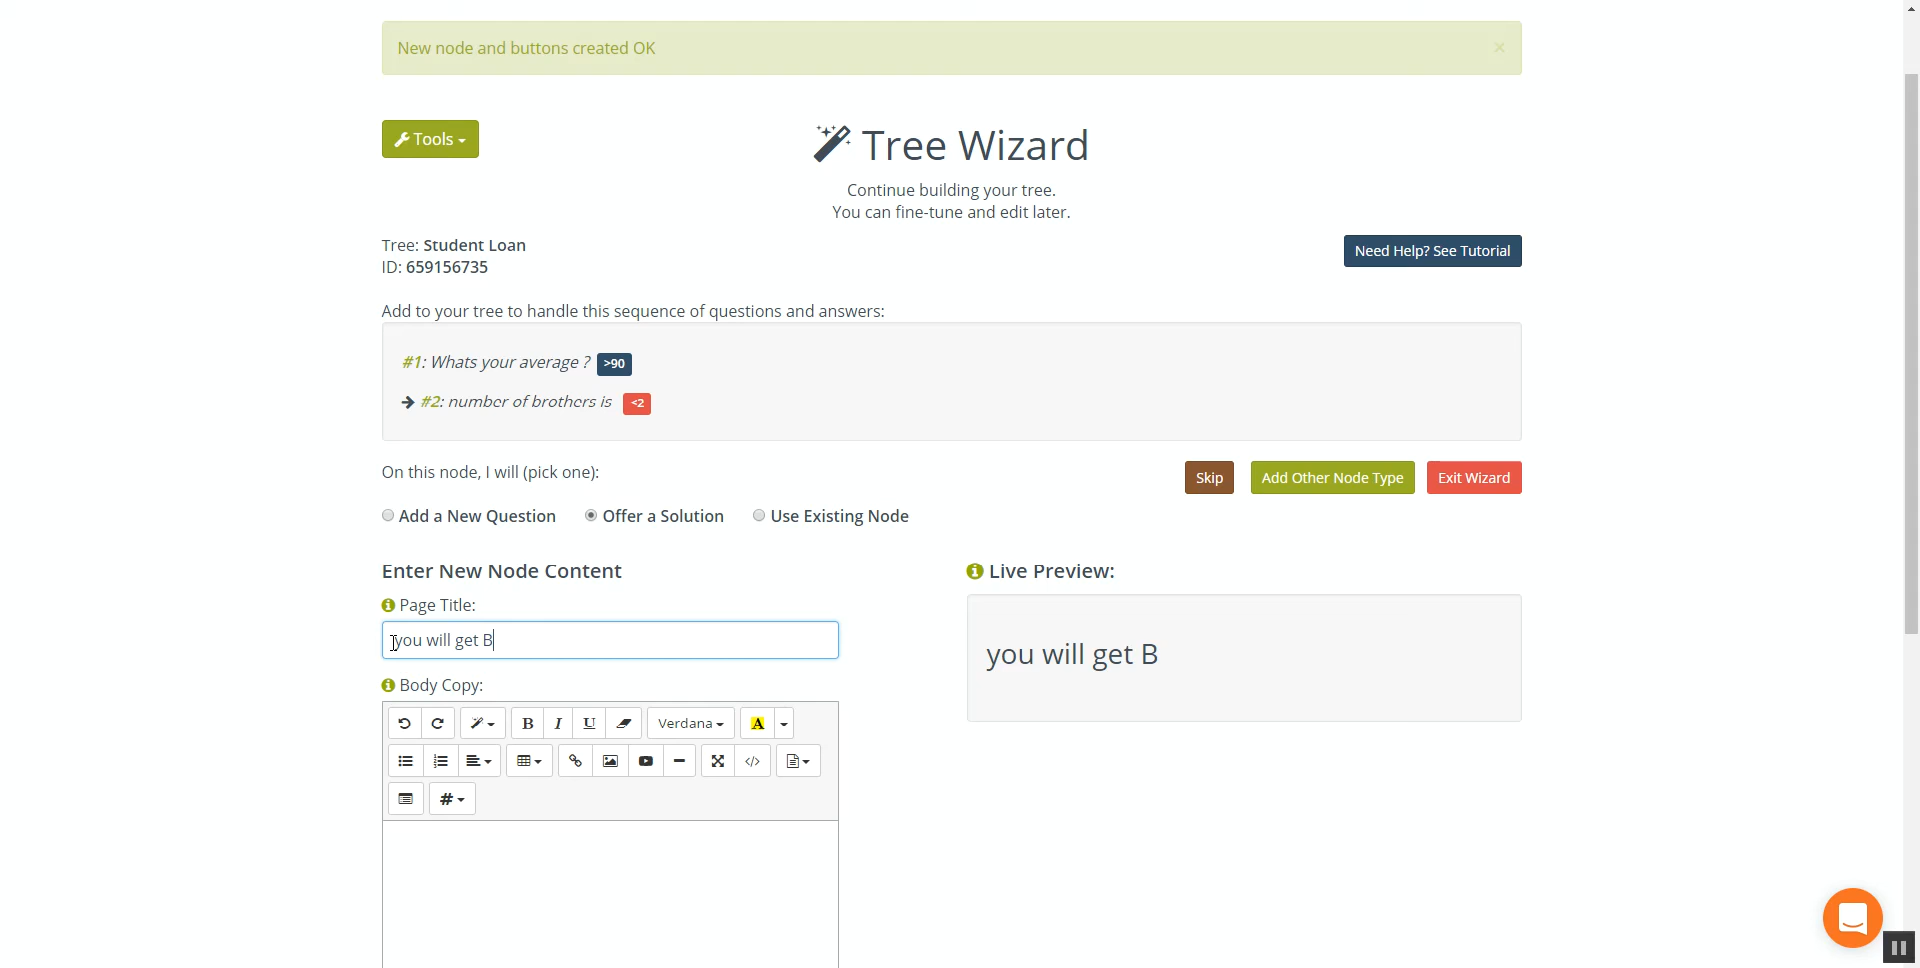 New node and buttons created OK ×
Tools
Tree Wizard
Continue building your tree.
You can fine-tune and edit later.
Tree: Student Loan
ID: 659156735
Need Help? See Tutorial
Add to your tree to handle this sequence of questions and answers:
#1: Whats your average ? >90
#2: number of brothers is <2
On this node, I will (pick one):
Skip Add Other Node Type Exit Wizard
Add a New Question Offer a Solution Use Existing Node
Enter New Node Content
Live Preview:
Page Title:
you will get B
you will get B
Body Copy:
B I U Verdana A
#